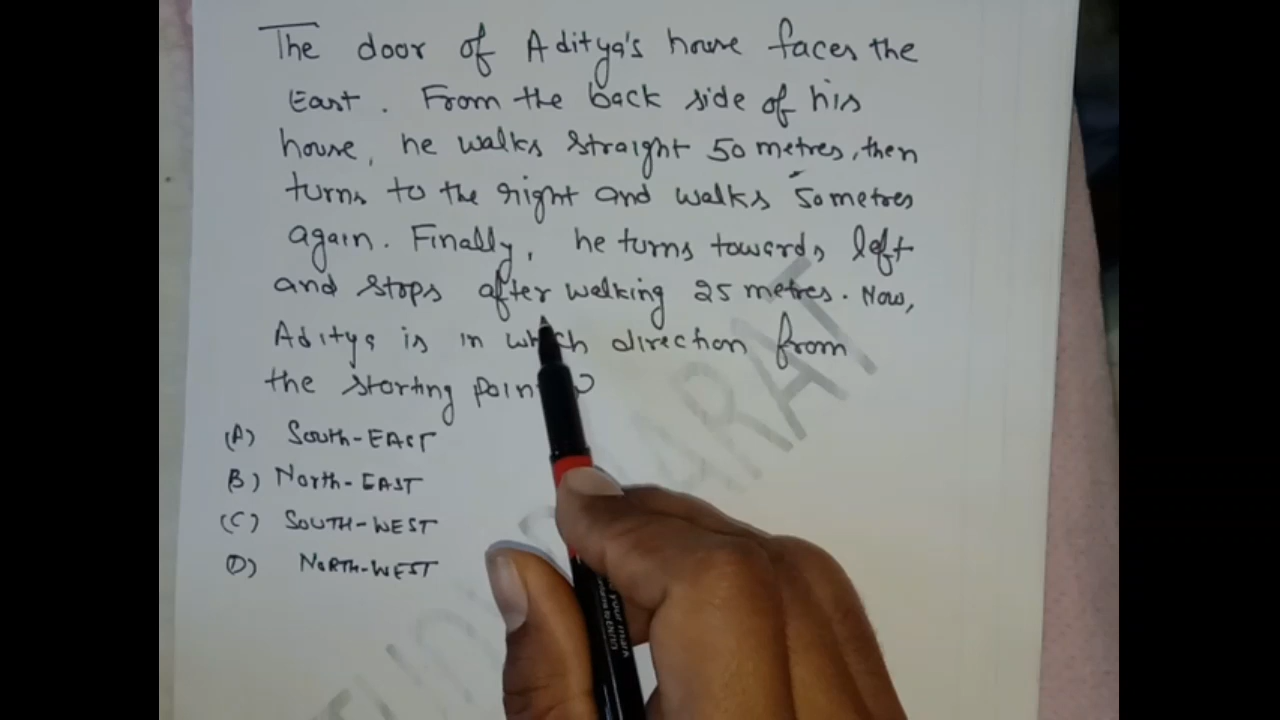 The door of Aditya's house faces the
East. From the back side of his
house, he walks straight 50 metres, then
turns to the right and walks 50 metres
again. Finally, he turns towards left
and stops after walking 25 metres. Now,
Aditya is in which direction from
the starting point?
(A) South-EAST
B) North-EAST
(C) SOUTH-WEST
D) NORTH-WEST